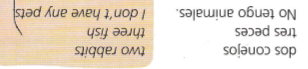 dos conejos
tres peces
No tengo animales.
two rabbits
three fish
I don't have any pets